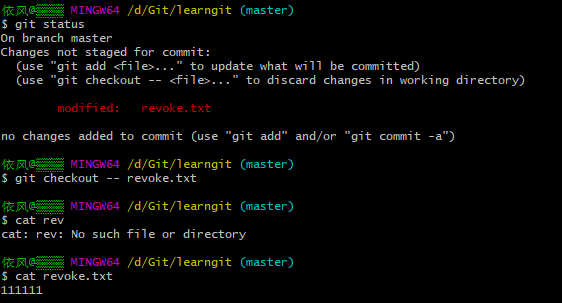 依风@▒▒▒▒ MINGW64 /d/Git/learngit (master)
$ git status
On branch master
Changes not staged for commit:
  (use "git add <file>..." to update what will be committed)
  (use "git checkout -- <file>..." to discard changes in working directory)
        modified:   revoke.txt
no changes added to commit (use "git add" and/or "git commit -a")
依风@▒▒▒▒ MINGW64 /d/Git/learngit (master)
$ git checkout -- revoke.txt
依风@▒▒▒▒ MINGW64 /d/Git/learngit (master)
$ cat rev
cat: rev: No such file or directory
依风@▒▒▒▒ MINGW64 /d/Git/learngit (master)
$ cat revoke.txt
111111